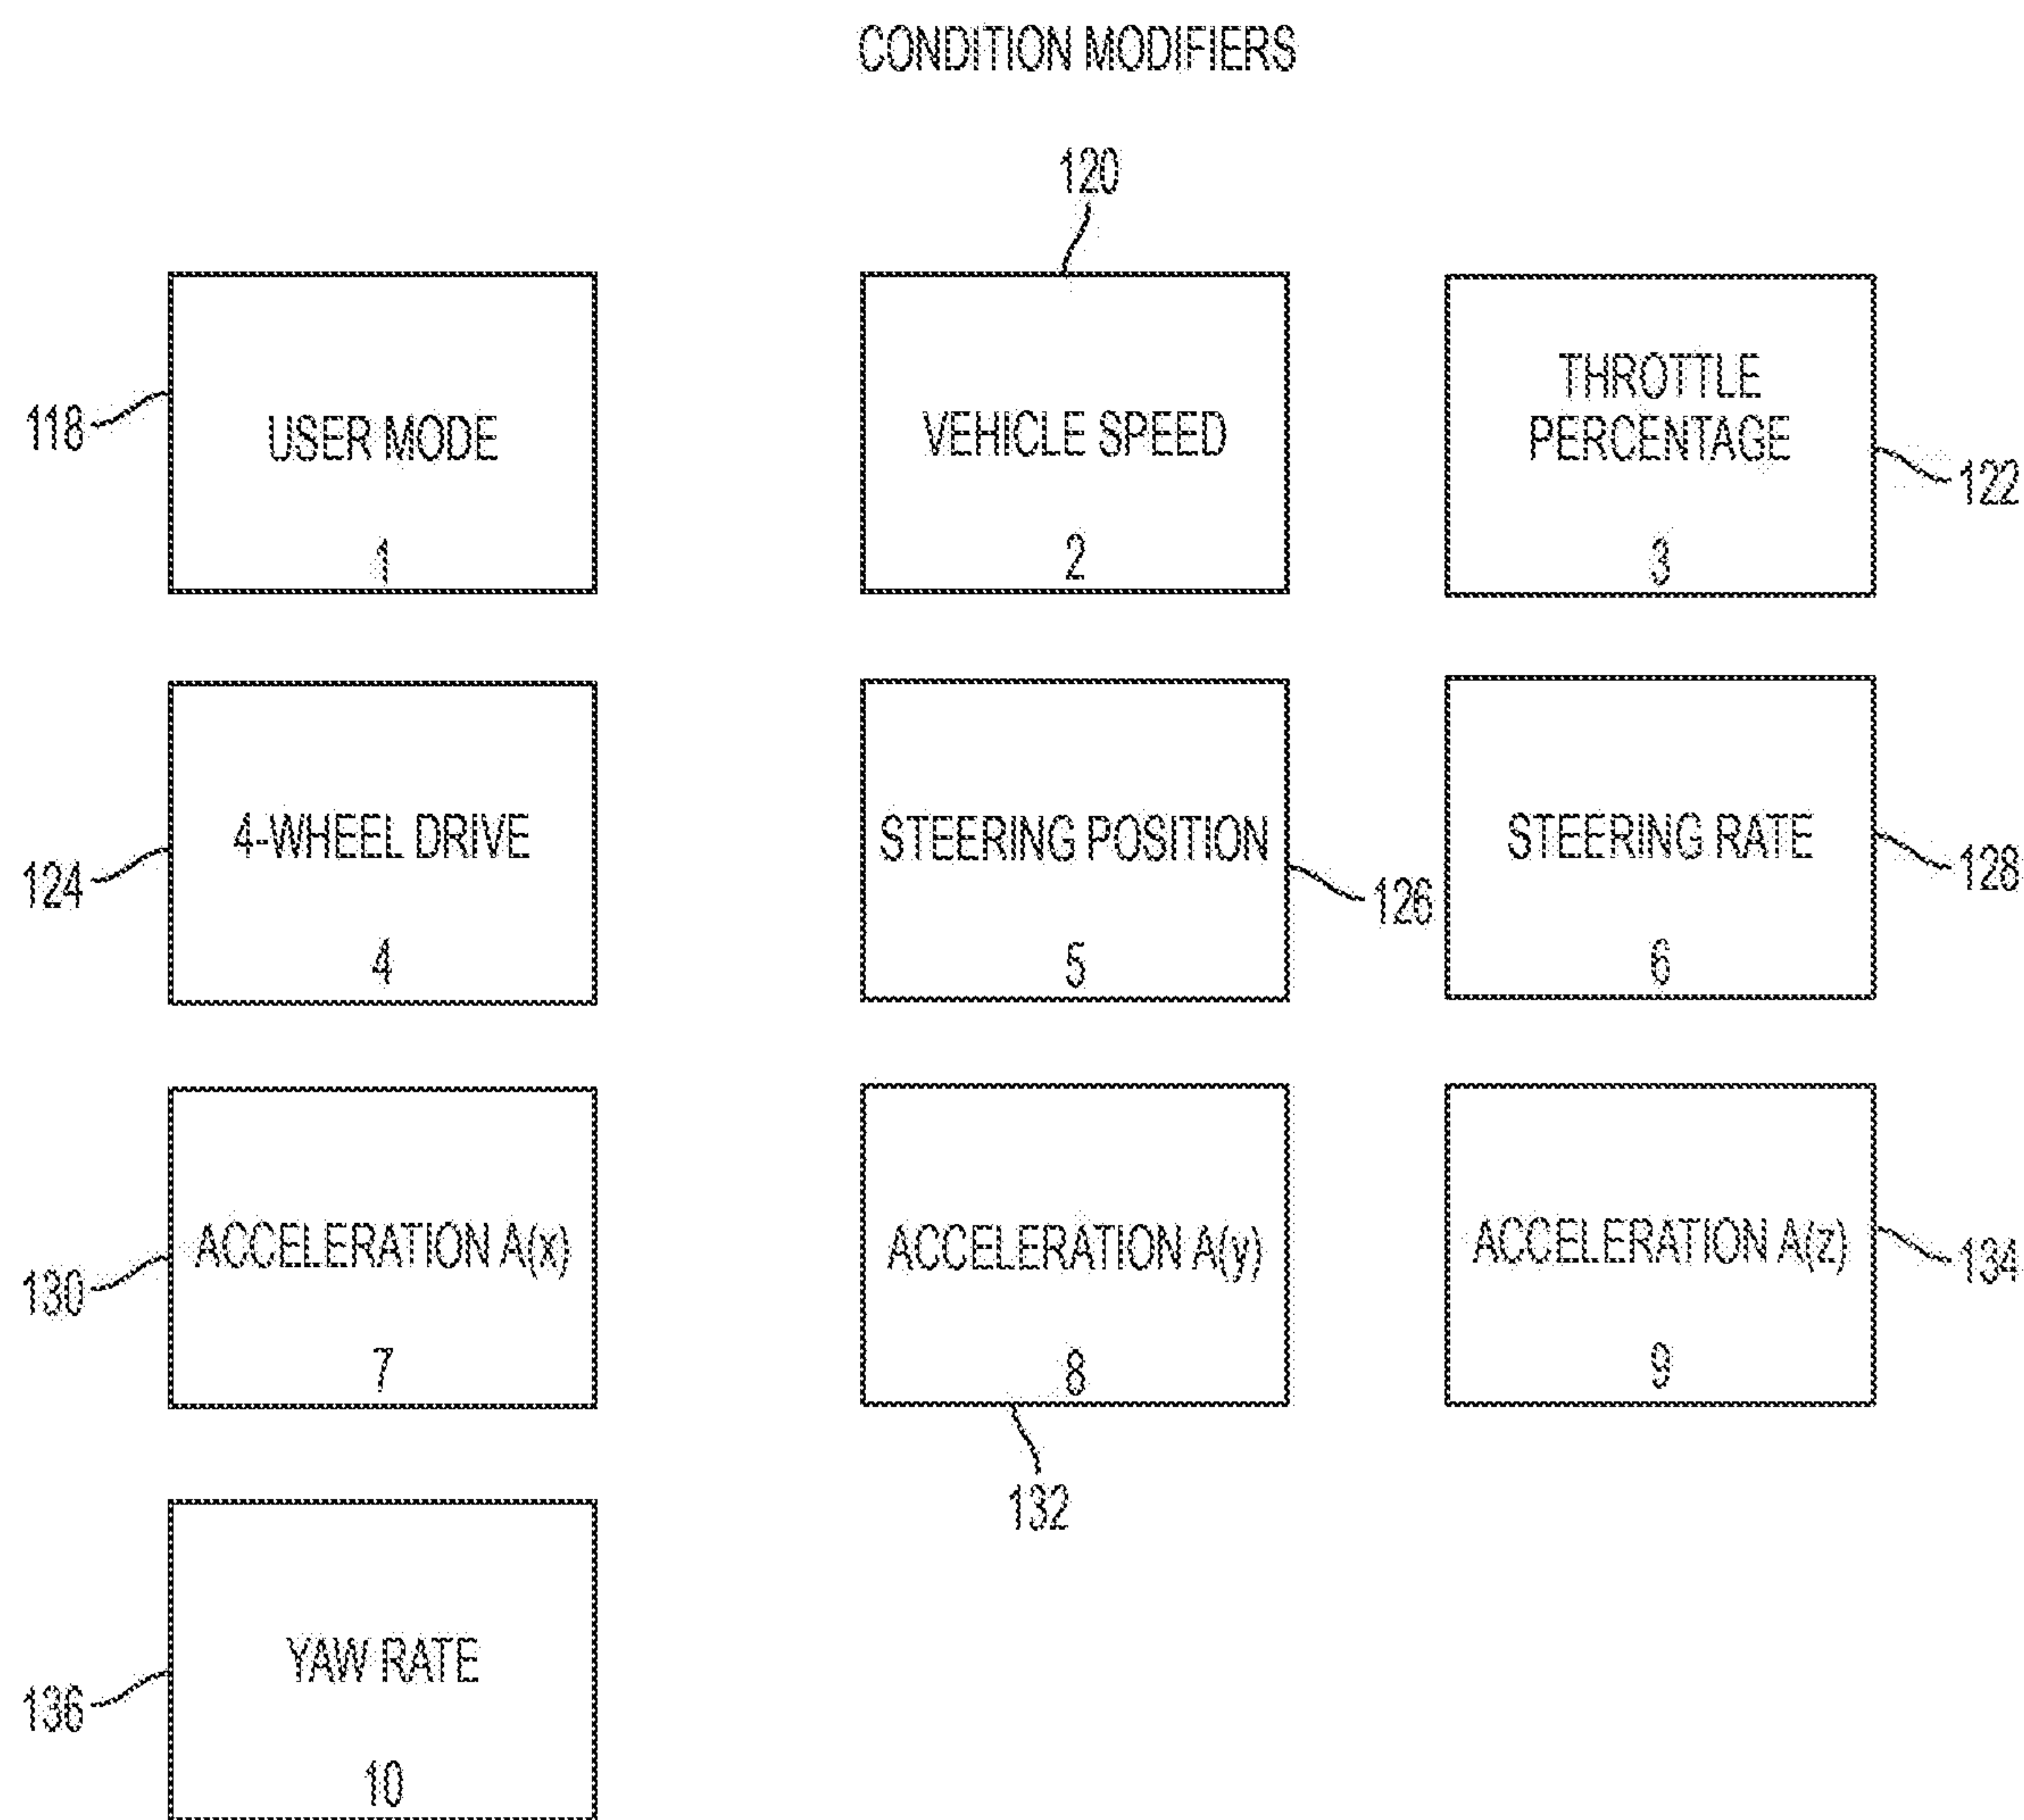 CONDITION MODIFIERS
120
118
USER MODE
1
VEHICLE SPEED
2
THROTTLE
PERCENTAGE
3
122
124
4-WHEEL DRIVE
4
STEERING POSITION
5
126
STEERING RATE
6
128
130
ACCELERATION A(x)
7
ACCELERATION A(y)
8
132
ACCELERATION A(z)
9
134
136
YAW RATE
10